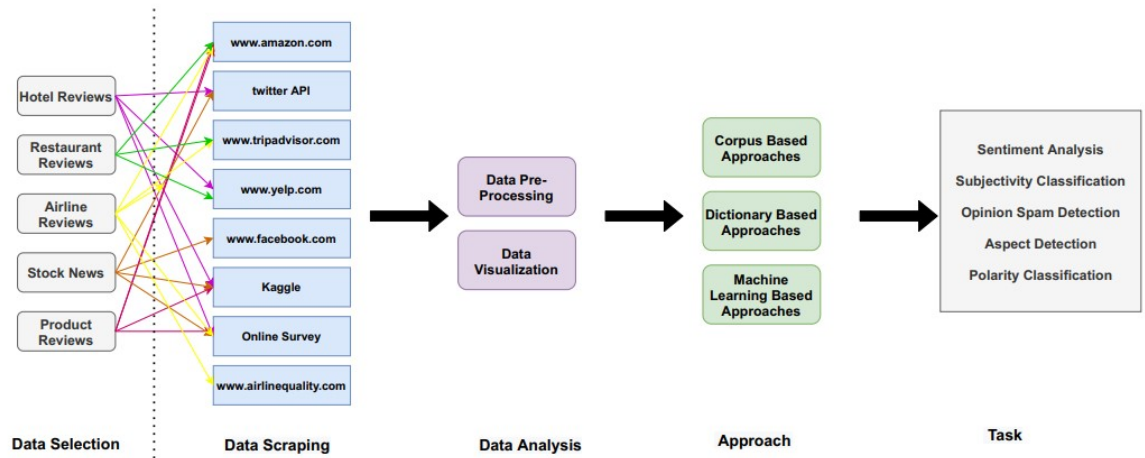 Hotel Reviews
Restaurant
Reviews
Airline
Reviews
Stock News
Product
Reviews
Data Selection
www.amazon.com
twitter API
www.tripadvisor.com
www.yelp.com
www.facebook.com
Kaggle
Online Survey
www.airlinequality.com
Data Scraping
Data Pre-
Processing
Data
Visualization
Data Analysis
Corpus Based
Approaches
Dictionary Based
Approaches
Machine
Learning Based
Approaches
Approach
Sentiment Analysis
Subjectivity Classification
Opinion Spam Detection
Aspect Detection
Polarity Classification
Task